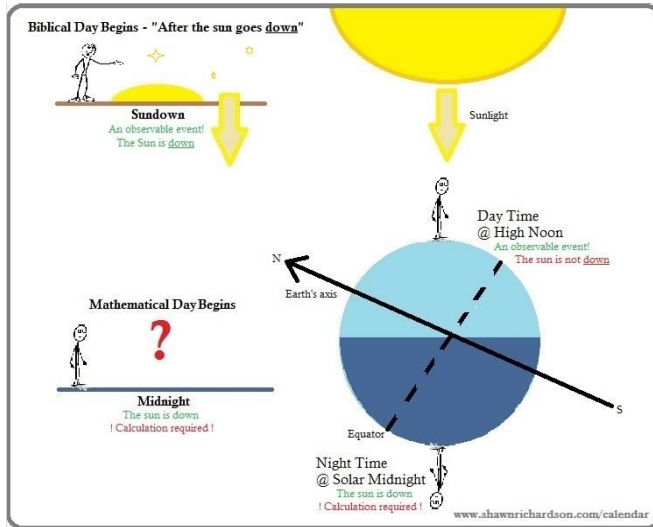 Biblical Day Begins - "After the sun goes down"
Sundown
An observable event!
The Sun is down
Sunlight
Day Time
@ High Noon
An observable event!
The sun is not down
N
Earth's axis
Mathematical Day Begins
?
Midnight
The sun is down
! Calculation required !
S
Equator
Night Time
@ Solar Midnight
The sun is down
! Calculation required !
www.shawnrichardson.com/calendar